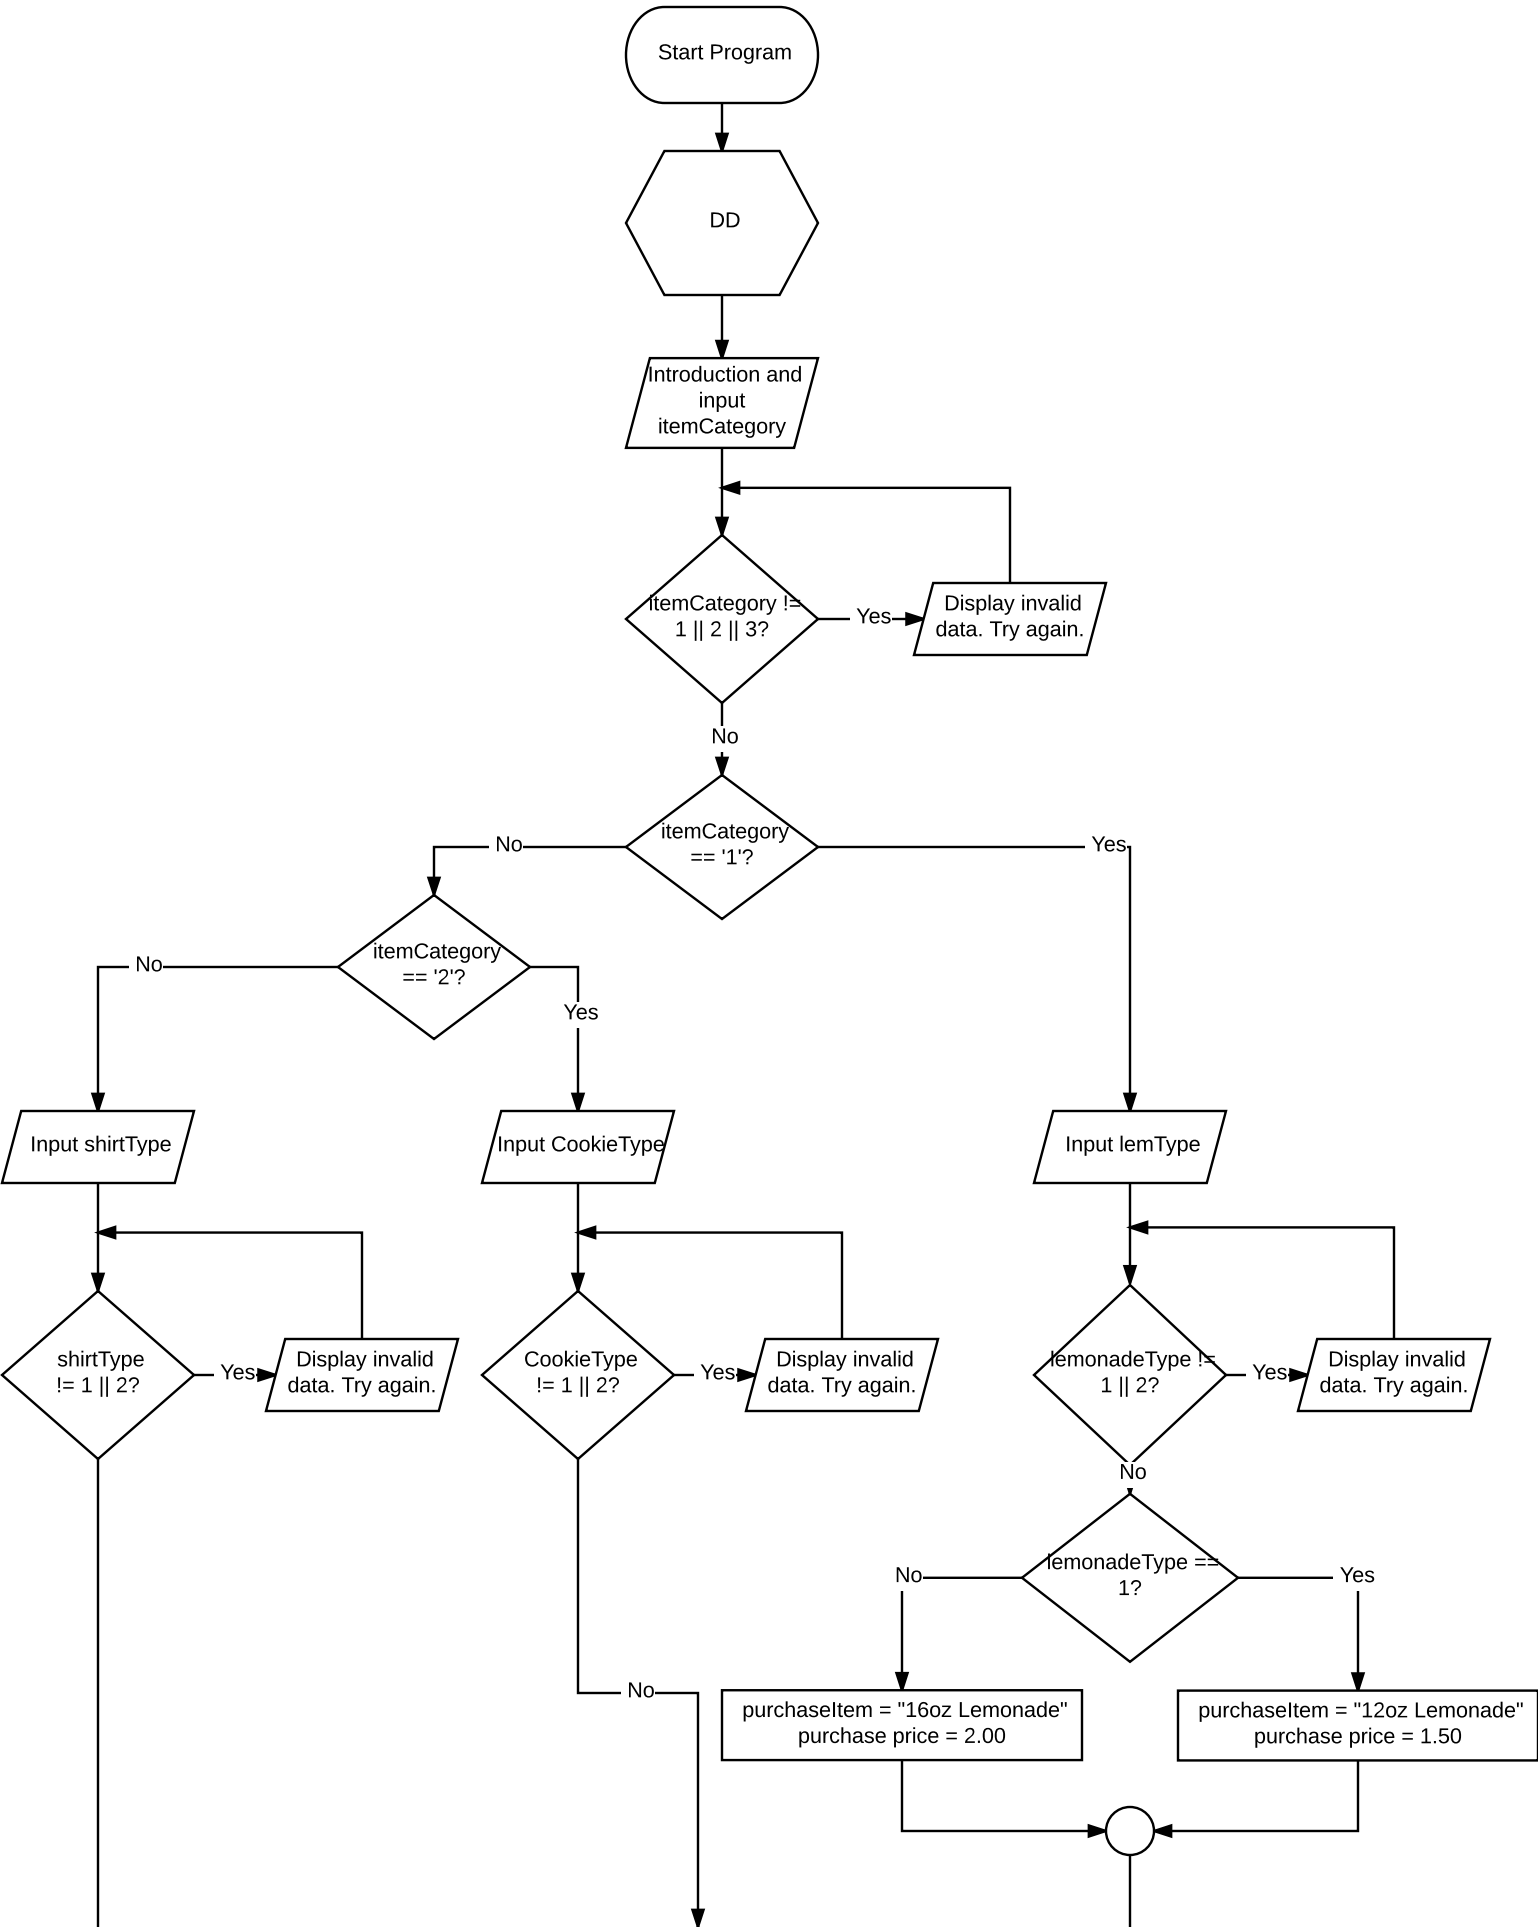 Start Program
DD
Introduction and
input
itemCategory
itemCategory !=
1 || 2 || 3?
Yes
Display invalid
data. Try again.
No
itemCategory
== '1'?
No
Yes
itemCategory
== '2'?
No
Yes
Input shirtType
Input CookieType
Input lemType
shirtType
!= 1 || 2?
Yes
Display invalid
data. Try again.
CookieType
!= 1 || 2?
Yes
Display invalid
data. Try again.
lemonadeType !=
1 || 2?
Yes
Display invalid
data. Try again.
No
lemonadeType ==
1?
No
Yes
No
purchaseItem = "16oz Lemonade"
purchase price = 2.00
purchaseItem = "12oz Lemonade"
purchase price = 1.50